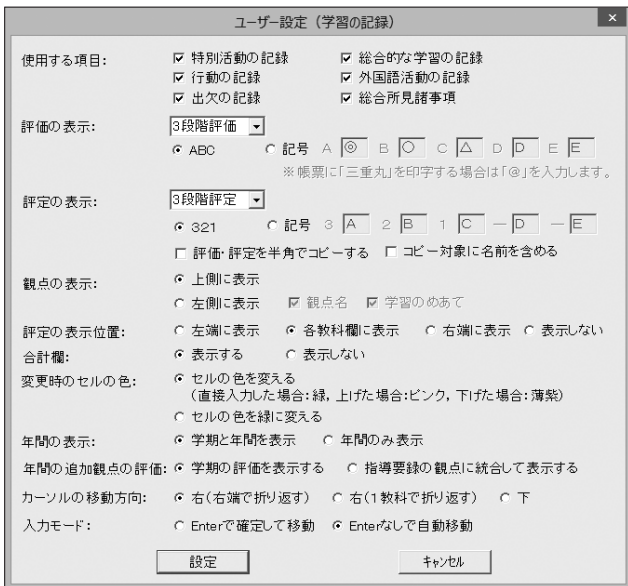 ユーザー設定（学習の記録）
×
使用する項目: 特別活動の記録 総合的な学習の記録
行動の記録 外国語活動の記録
出欠の記録 総合所見諸事項
評価の表示: 3段階評価
ABC 記号 A ◎ B ○ C △ D D E E
※帳票に｢三重丸｣を印字する場合は｢@｣を入力します。
評定の表示: 3段階評定
321 記号 3 A 2 B 1 C － D － E
評価･評定を半角でコピーする コピー対象に名前を含める
観点の表示: 上側に表示
左側に表示 観点名 学習のめあて
評定の表示位置: 左端に表示 各教科欄に表示 右端に表示 表示しない
合計欄: 表示する 表示しない
変更時のセルの色: セルの色を変える
(直接入力した場合:緑, 上げた場合:ピンク, 下げた場合:薄紫)
セルの色を緑に変える
年間の表示: 学期と年間を表示 年間のみ表示
年間の追加観点の評価: 学期の評価を表示する 指導要録の観点に統合して表示する
カーソルの移動方向: 右(右端で折り返す) 右(1教科で折り返す) 下
入力モード: Enterで確定して移動 Enterなしで自動移動
設定 キャンセル